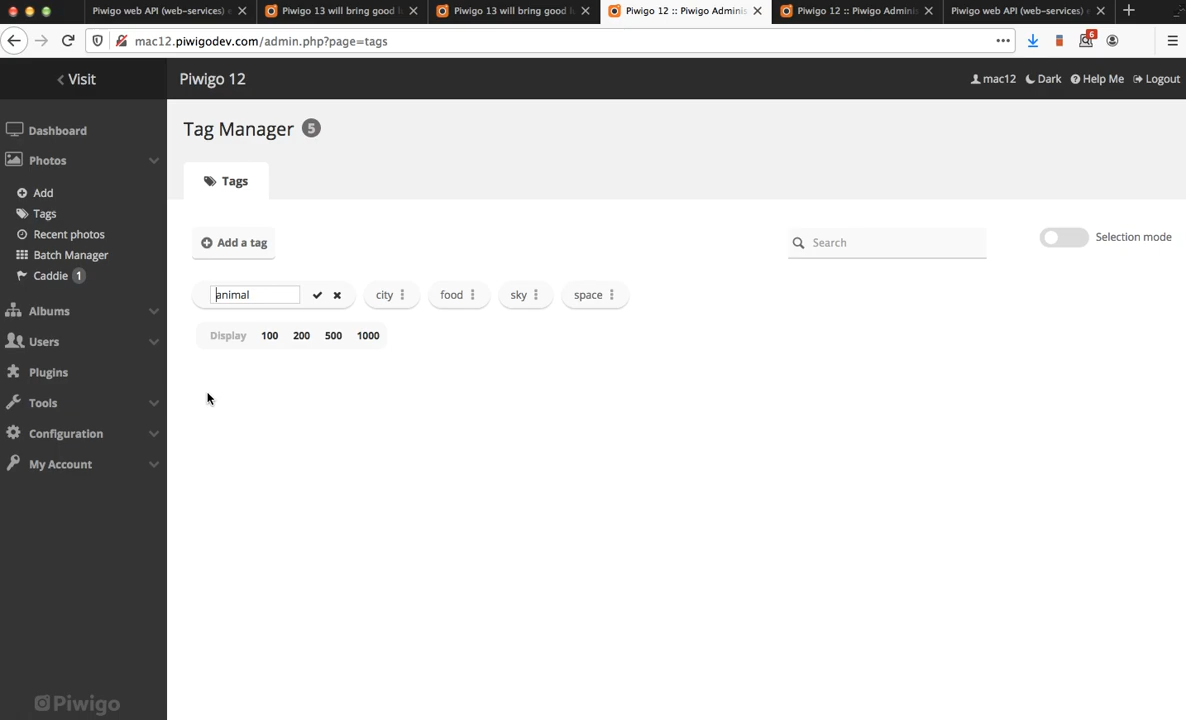 Piwigo web API (web-services)
Piwigo 13 will bring good
Piwigo 13 will bring good
Piwigo 12 :: Piwigo Adminis
Piwigo 12 :: Piwigo Adminis
Piwigo web API (web-services)
mac12.piwigodev.com/admin.php?page=tags
6
Visit
Piwigo 12
mac12 Dark Help Me Logout
Dashboard
Photos
Add
Tags
Recent photos
Batch Manager
Caddie 1
Albums
Users
Plugins
Tools
Configuration
My Account
Piwigo
Tag Manager 5
Tags
Add a tag
Search
Selection mode
animal city food sky space
Display 100 200 500 1000